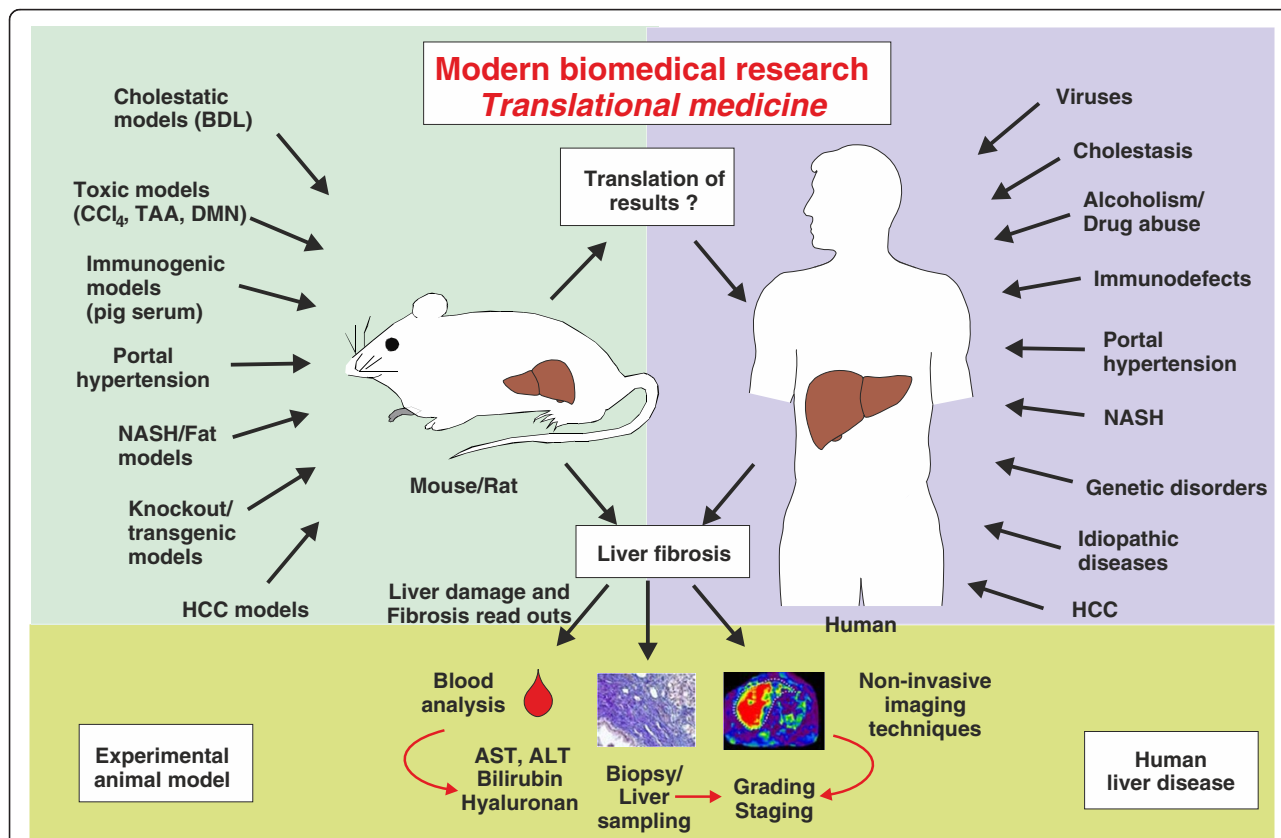 Modern biomedical research
Translational medicine
Cholestatic
models (BDL)
Toxic models
(CCl4, TAA, DMN)
Immunogenic
models
(pig serum)
Portal
hypertension
NASH/Fat
models
Knockout/
transgenic
models
HCC models
Translation of
results ?
Mouse/Rat
Viruses
Cholestasis
Alcoholism/
Drug abuse
Immunodefects
Portal
hypertension
NASH
Genetic disorders
Idiopathic
diseases
HCC
Human
Liver fibrosis
Liver damage and
Fibrosis read outs
Blood
analysis
AST, ALT
Bilirubin
Hyaluronan
Biopsy/
Liver
sampling
Grading
Staging
Non-invasive
imaging
techniques
Experimental
animal model
Human
liver disease